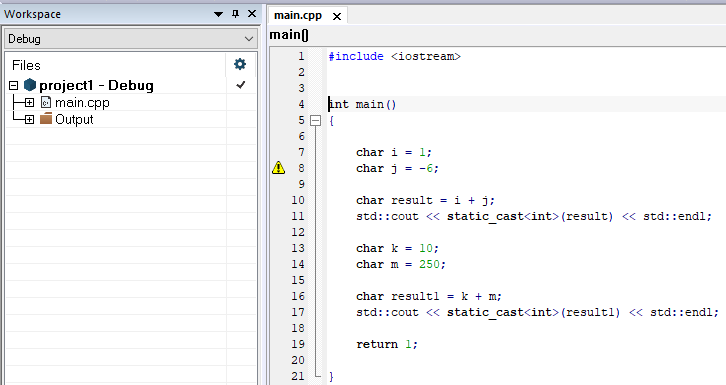 Workspace
Debug
Files
project1 - Debug
main.cpp
Output
main.cpp
main()
1 #include <iostream>
2
3
4 int main()
5 {
6
7 char i = 1;
8 char j = -6;
9
10 char result = i + j;
11 std::cout << static_cast<int>(result) << std::endl;
12
13 char k = 10;
14 char m = 250;
15
16 char result1 = k + m;
17 std::cout << static_cast<int>(result1) << std::endl;
18
19 return 1;
20
21 }